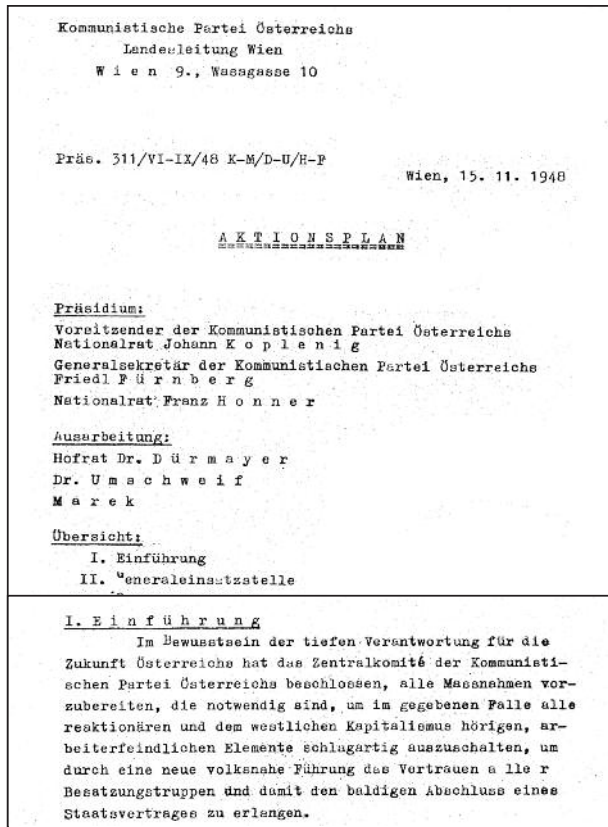 Kommunistische Partei Österreichs
Landesleitung Wien
W i e n  9., Wasagasse 10
Präs. 311/VI-IX/48 K-M/D-U/H-F
Wien, 15. 11. 1948
A K T I O N S P L A N
Präsidium:
Vorsitzender der Kommunistischen Partei Österreichs
Nationalrat Johann K o p l e n i g
Generalsekretär der Kommunistischen Partei Österreichs
Friedl F ü r n b e r g
Nationalrat Franz H o n n e r
Ausarbeitung:
Hofrat Dr. D ü r m a y e r
Dr. U m s c h w e i f
M a r e k
Übersicht:
I. Einführung
II. Generaleinsatzstelle
I. E i n f ü h r u n g
Im Bewusstsein der tiefen Verantwortung für die
Zukunft Österreichs hat das Zentralkomité der Kommunisti-
schen Partei Österreichs beschlossen, alle Massnahmen vor-
zubereiten, die notwendig sind, um im gegebenen Falle alle
reaktionären und dem westlichen Kapitalismus hörigen, ar-
beiterfeindlichen Elemente schlagartig auszuschalten, um
durch eine neue volksnahe Führung das Vertrauen a lle r
Besatzungstruppen und damit den baldigen Abschluss eines
Staatsvertrages zu erlangen.